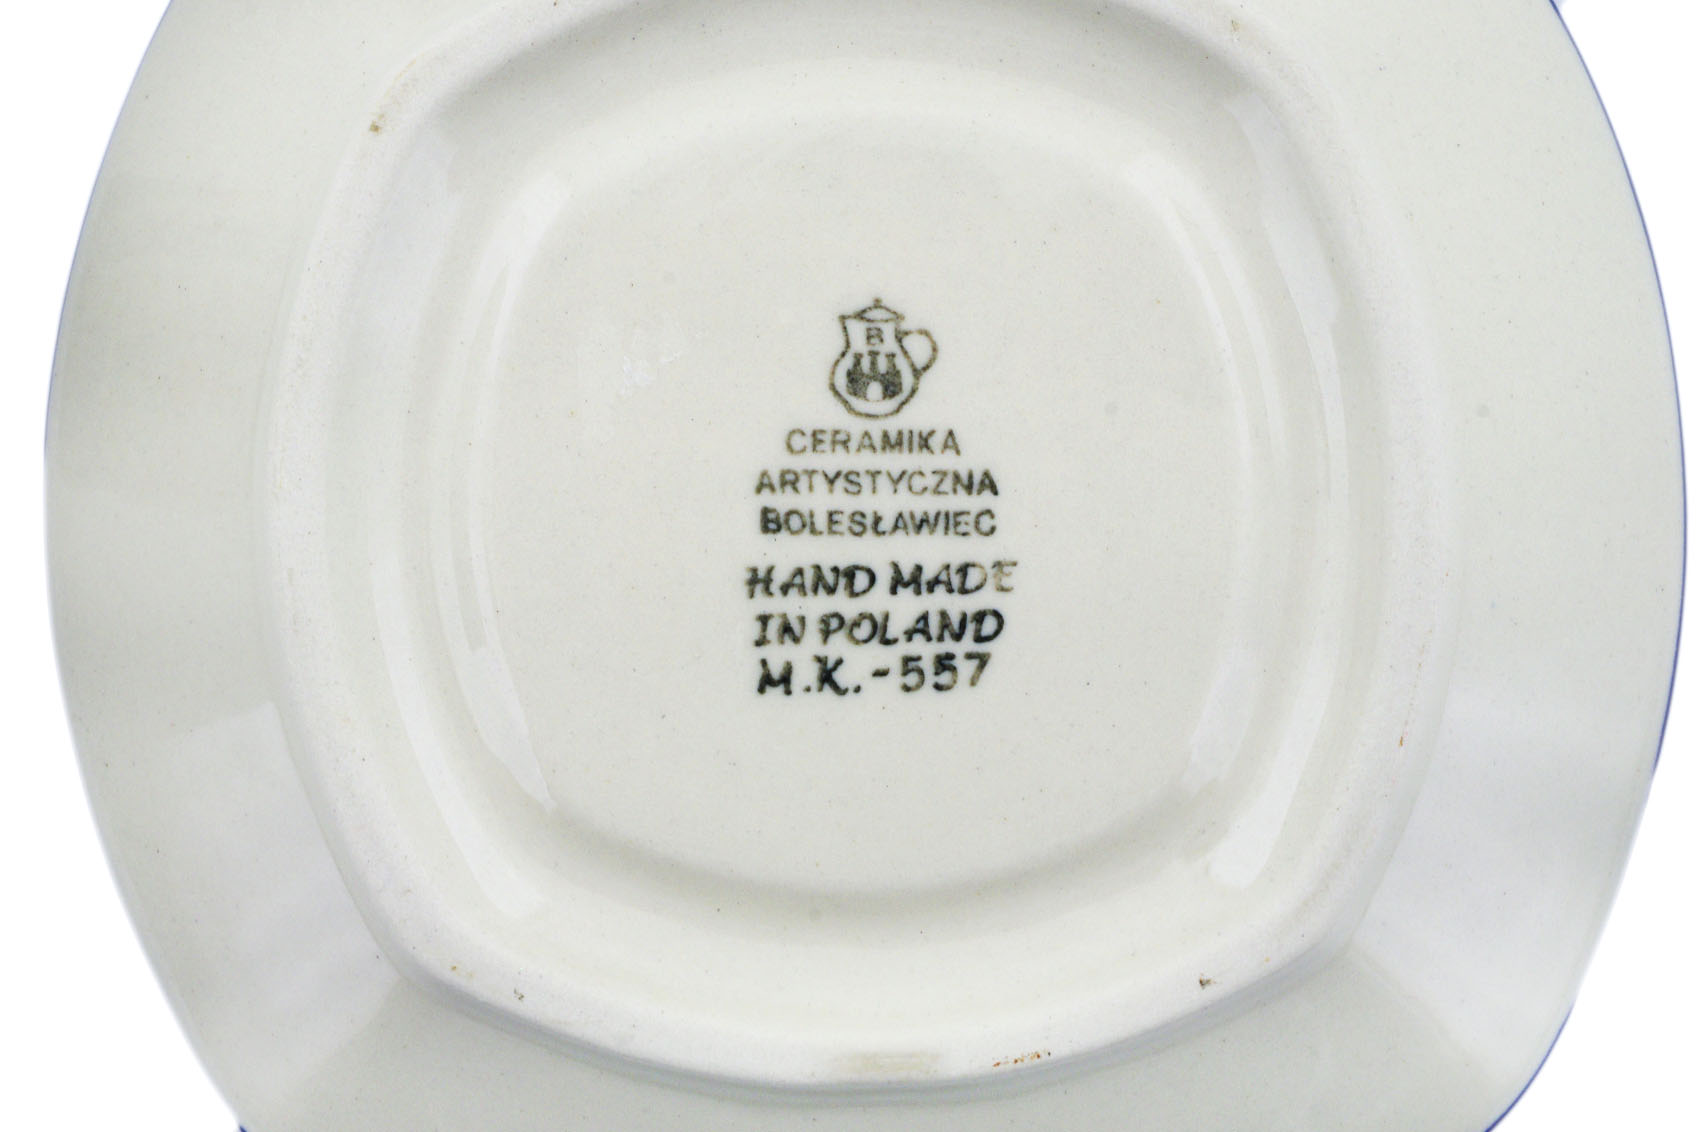 B
CERAMIKA
ARTYSTYCZNA
BOLESŁAWIEC
HAND MADE
IN POLAND
M.K.-557